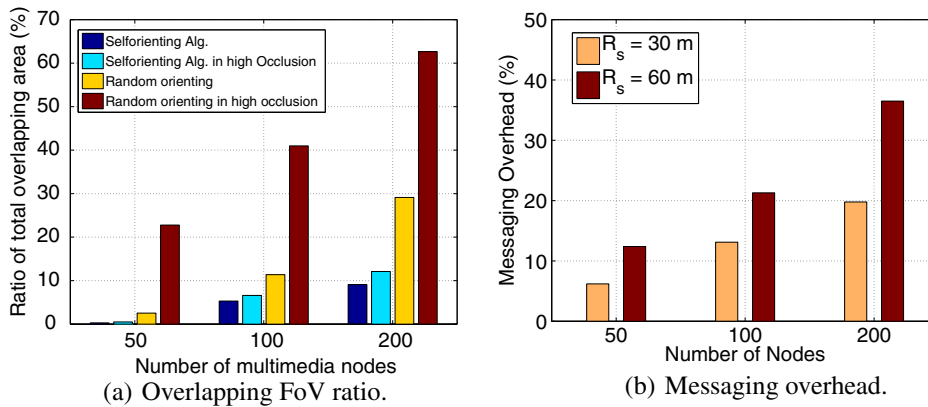 Ratio of total overlapping area (%)
70
60
50
40
30
20
10
0
Selforienting Alg.
Selforienting Alg. in high Occlusion
Random orienting
Random orienting in high occlusion
50
100
200
Number of multimedia nodes
(a) Overlapping FoV ratio.
Messaging Overhead (%)
50
40
30
20
10
0
R_s = 30 m
R_s = 60 m
50
100
200
Number of Nodes
(b) Messaging overhead.